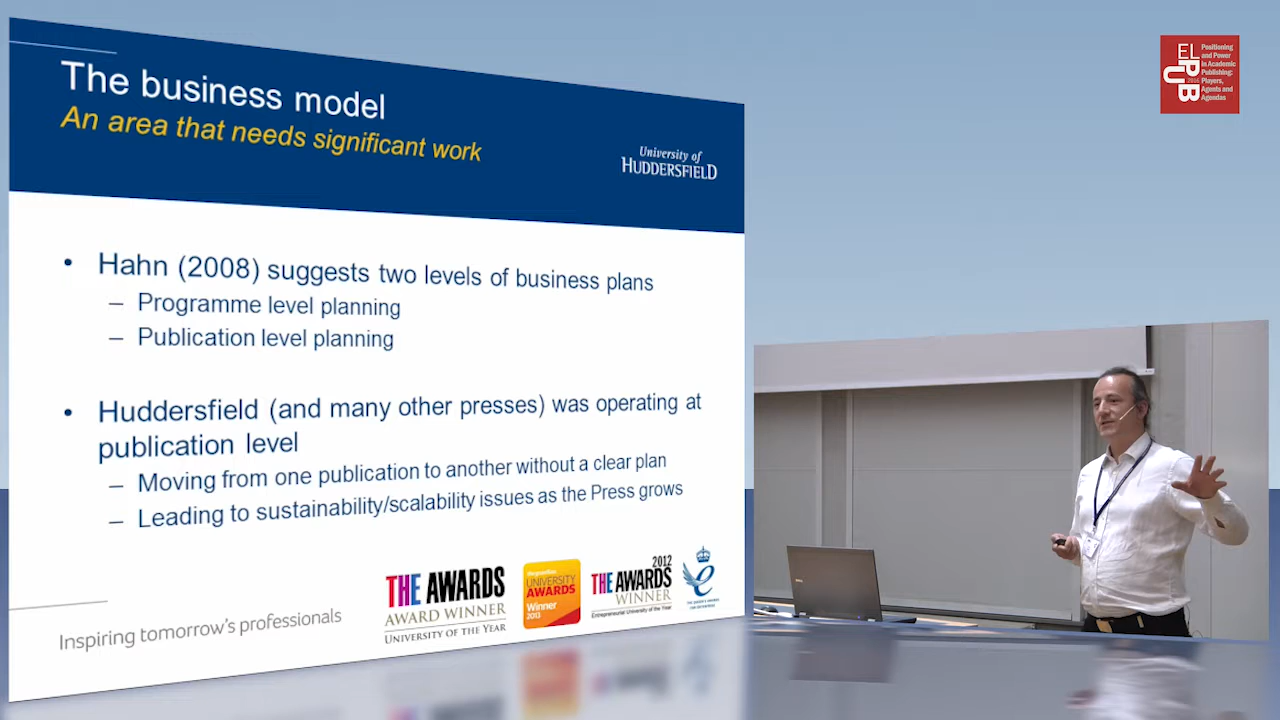 The business model
An area that needs significant work
University of
HUDDERSFIELD
• Hahn (2008) suggests two levels of business plans
– Programme level planning
– Publication level planning
• Huddersfield (and many other presses) was operating at
publication level
– Moving from one publication to another without a clear plan
– Leading to sustainability/scalability issues as the Press grows
Inspiring tomorrow's professionals
THE AWARDS
AWARD WINNER
UNIVERSITY OF THE YEAR
UNIVERSITY
AWARDS
Winner
2013
2012
THE AWARDS
WINNER
Entrepreneurial University of the Year
EL
PUB
2016
Positioning
and Power
in Academic
Publishing:
Players,
Agents and
Agendas